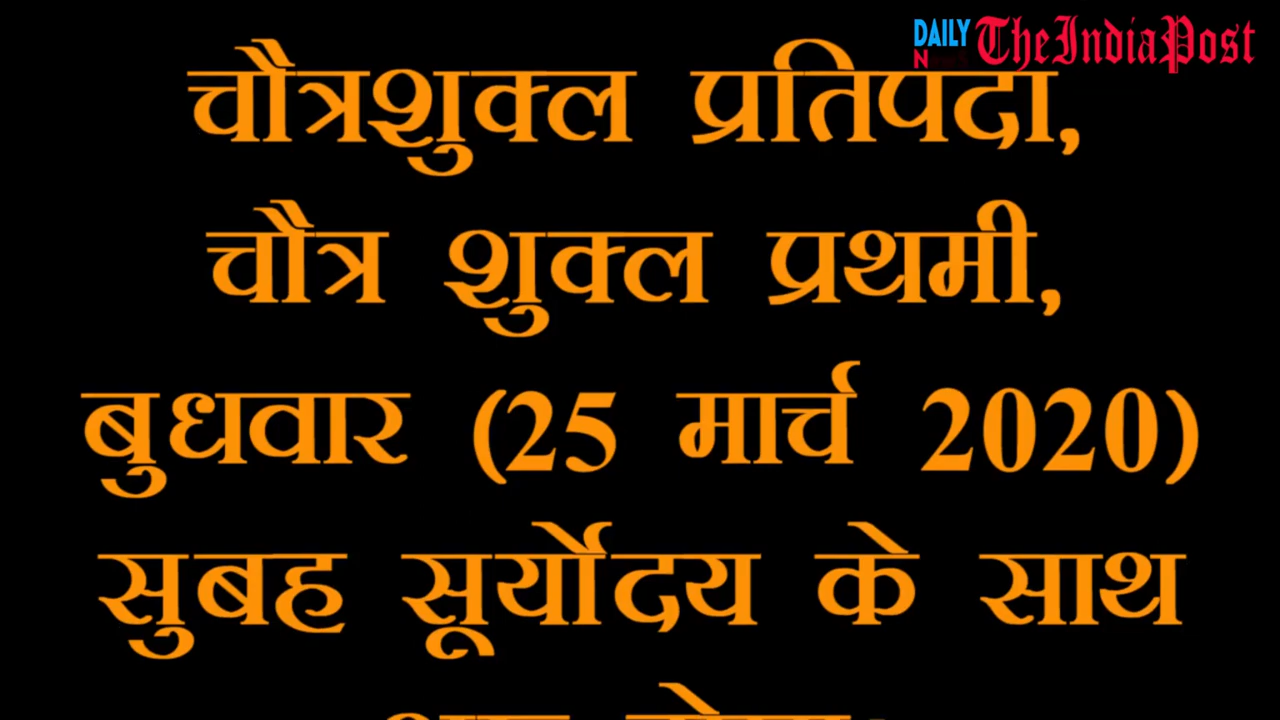 DAILY TheIndiaPost
N
चौत्रशुक्ल प्रतिपदा,
चौत्र शुक्ल प्रथमी,
बुधवार (25 मार्च 2020)
सुबह सूर्योदय के साथ